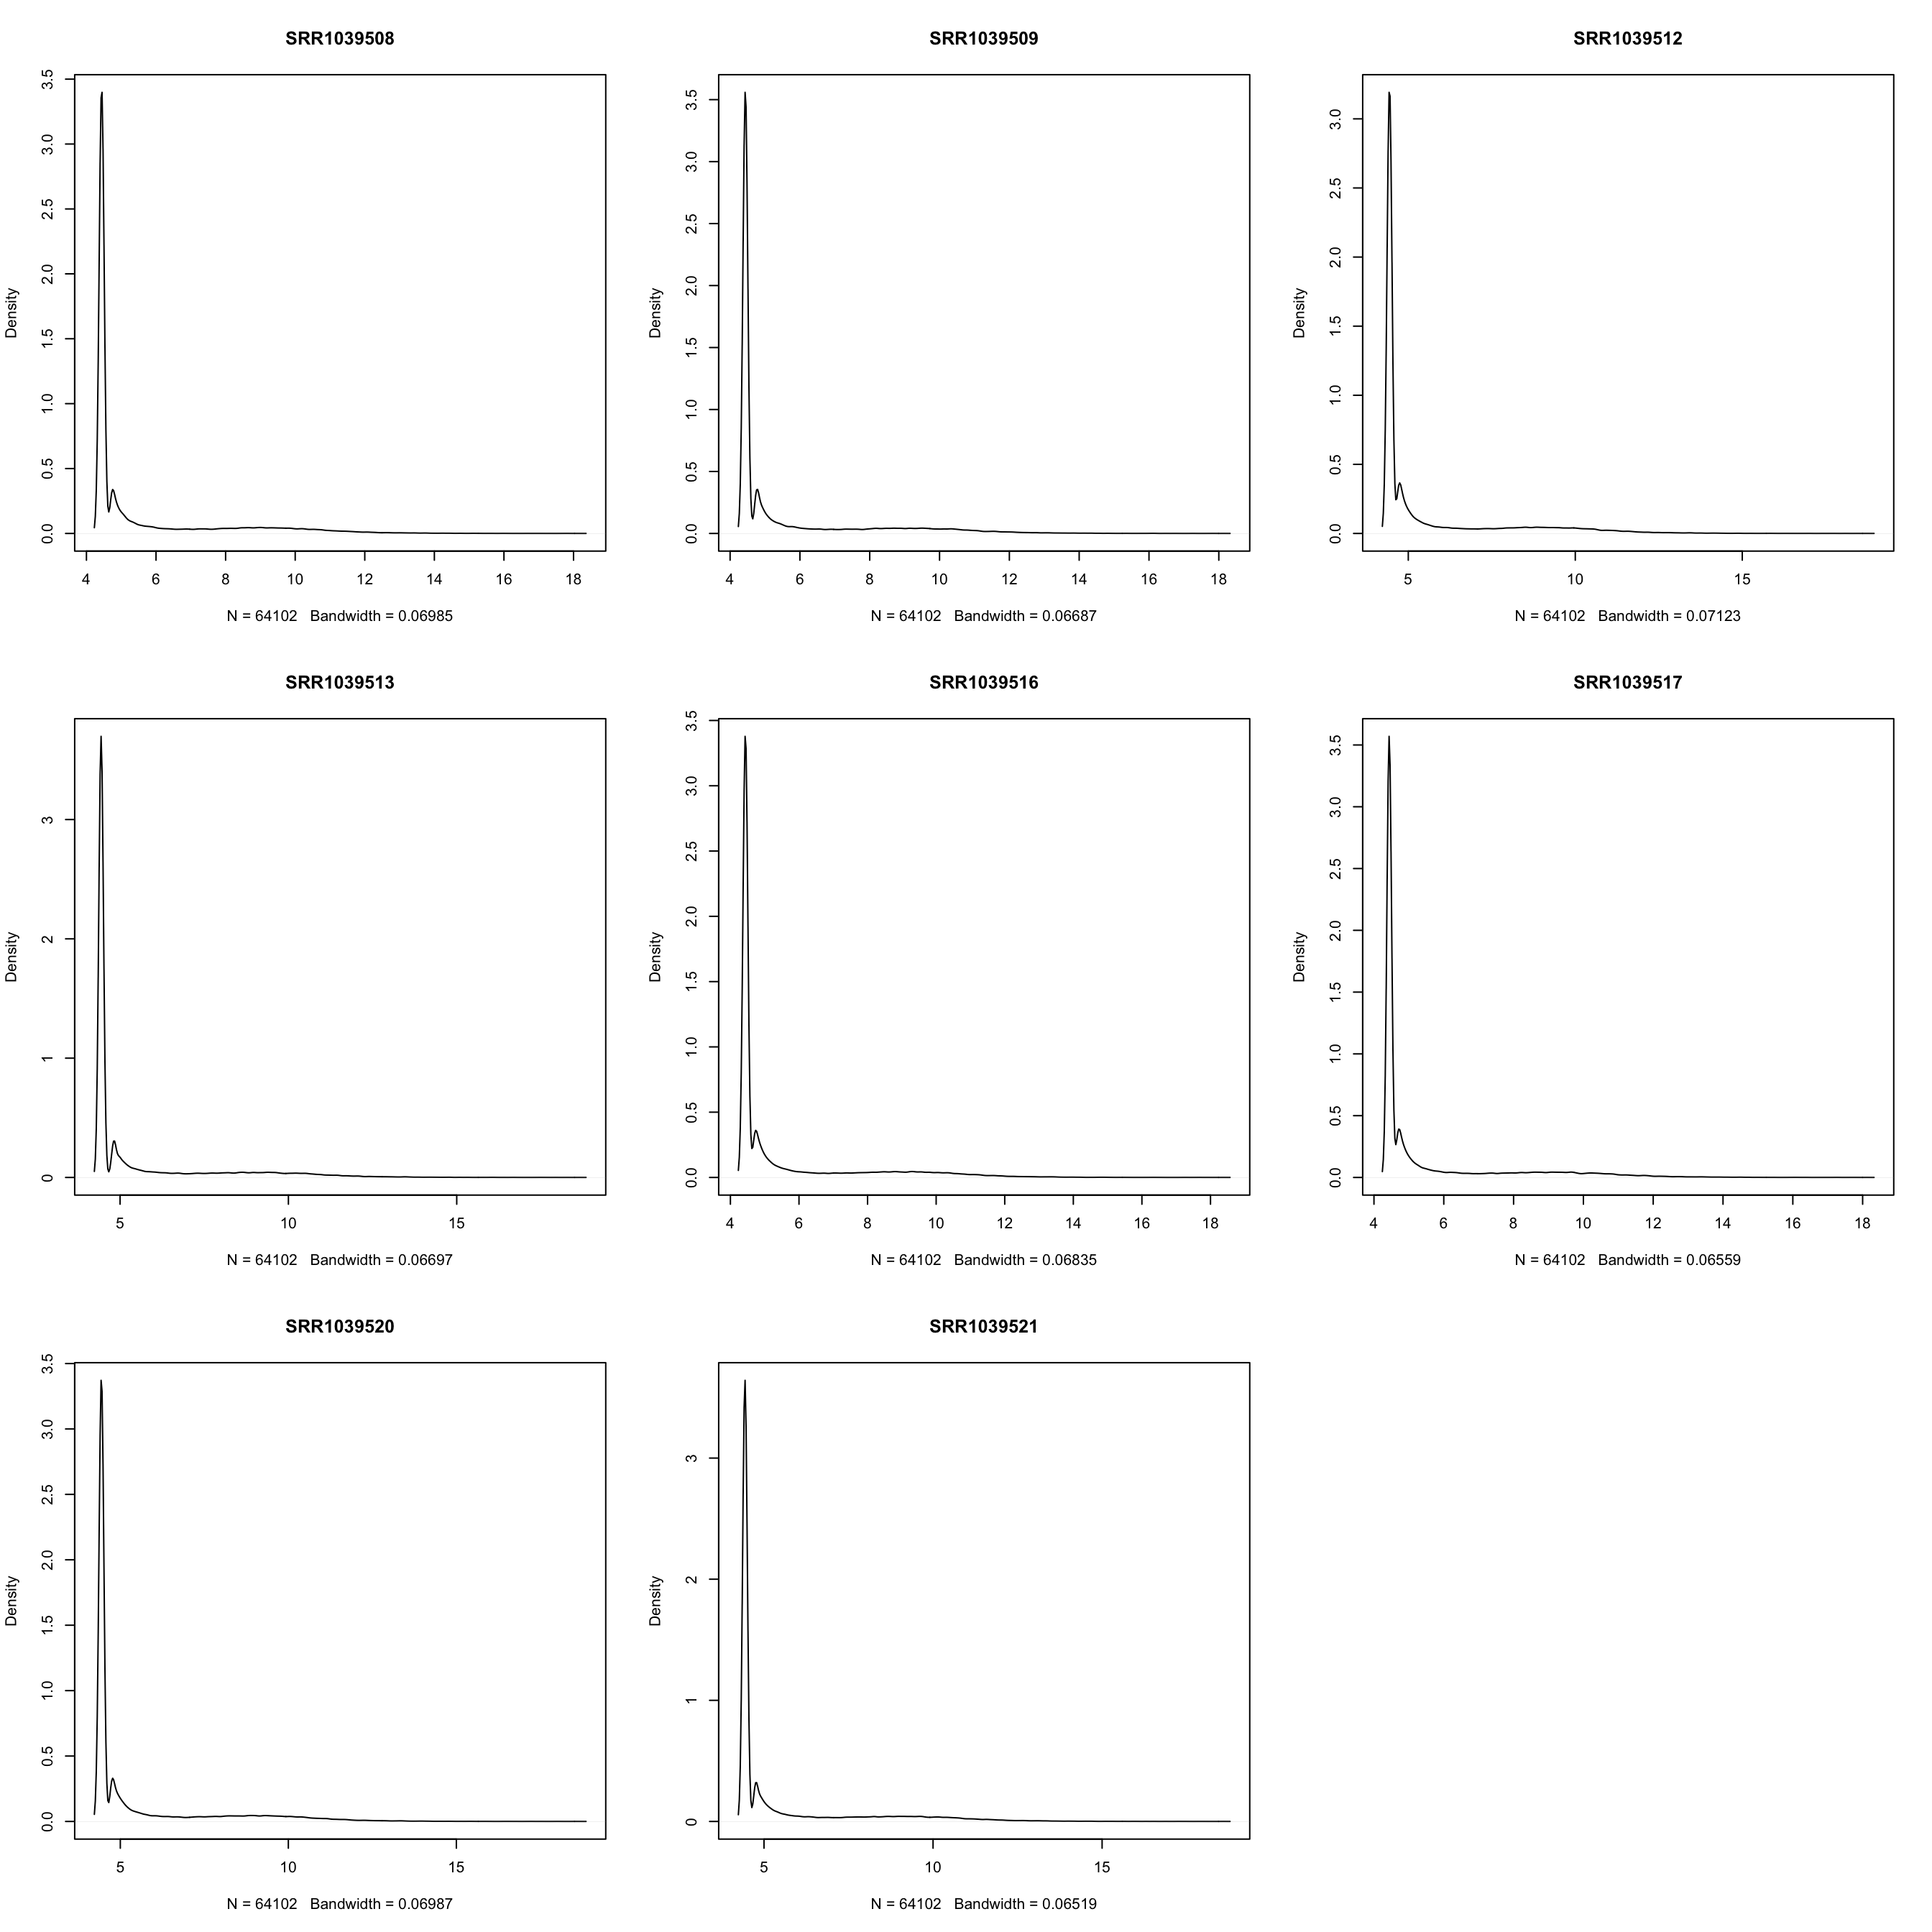 SRR1039508
3.5
3.0
2.5
2.0
1.5
1.0
0.5
0.0
Density
4 6 8 10 12 14 16 18
N = 64102 Bandwidth = 0.06985
SRR1039509
3.5
3.0
2.5
2.0
1.5
1.0
0.5
0.0
Density
4 6 8 10 12 14 16 18
N = 64102 Bandwidth = 0.06687
SRR1039512
3.0
2.5
2.0
1.5
1.0
0.5
0.0
Density
5 10 15
N = 64102 Bandwidth = 0.07123
SRR1039513
3
2
1
0
Density
5 10 15
N = 64102 Bandwidth = 0.06697
SRR1039516
3.5
3.0
2.5
2.0
1.5
1.0
0.5
0.0
Density
4 6 8 10 12 14 16 18
N = 64102 Bandwidth = 0.06835
SRR1039517
3.5
3.0
2.5
2.0
1.5
1.0
0.5
0.0
Density
4 6 8 10 12 14 16 18
N = 64102 Bandwidth = 0.06559
SRR1039520
3.5
3.0
2.5
2.0
1.5
1.0
0.5
0.0
Density
5 10 15
N = 64102 Bandwidth = 0.06987
SRR1039521
3
2
1
0
Density
5 10 15
N = 64102 Bandwidth = 0.06519